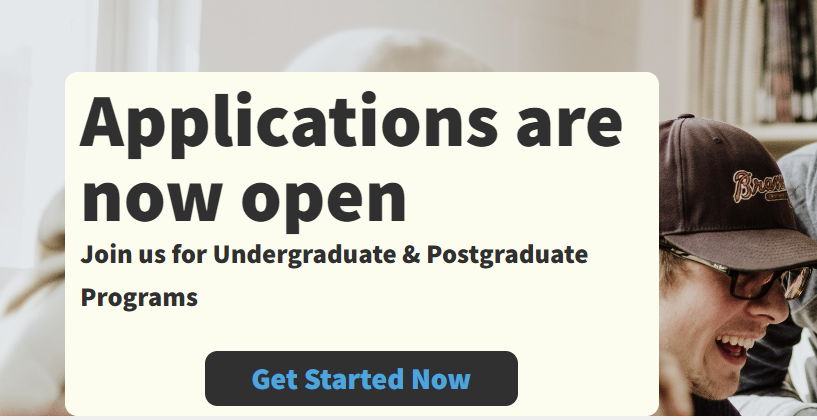 Applications are
now open
Join us for Undergraduate & Postgraduate
Programs
Get Started Now